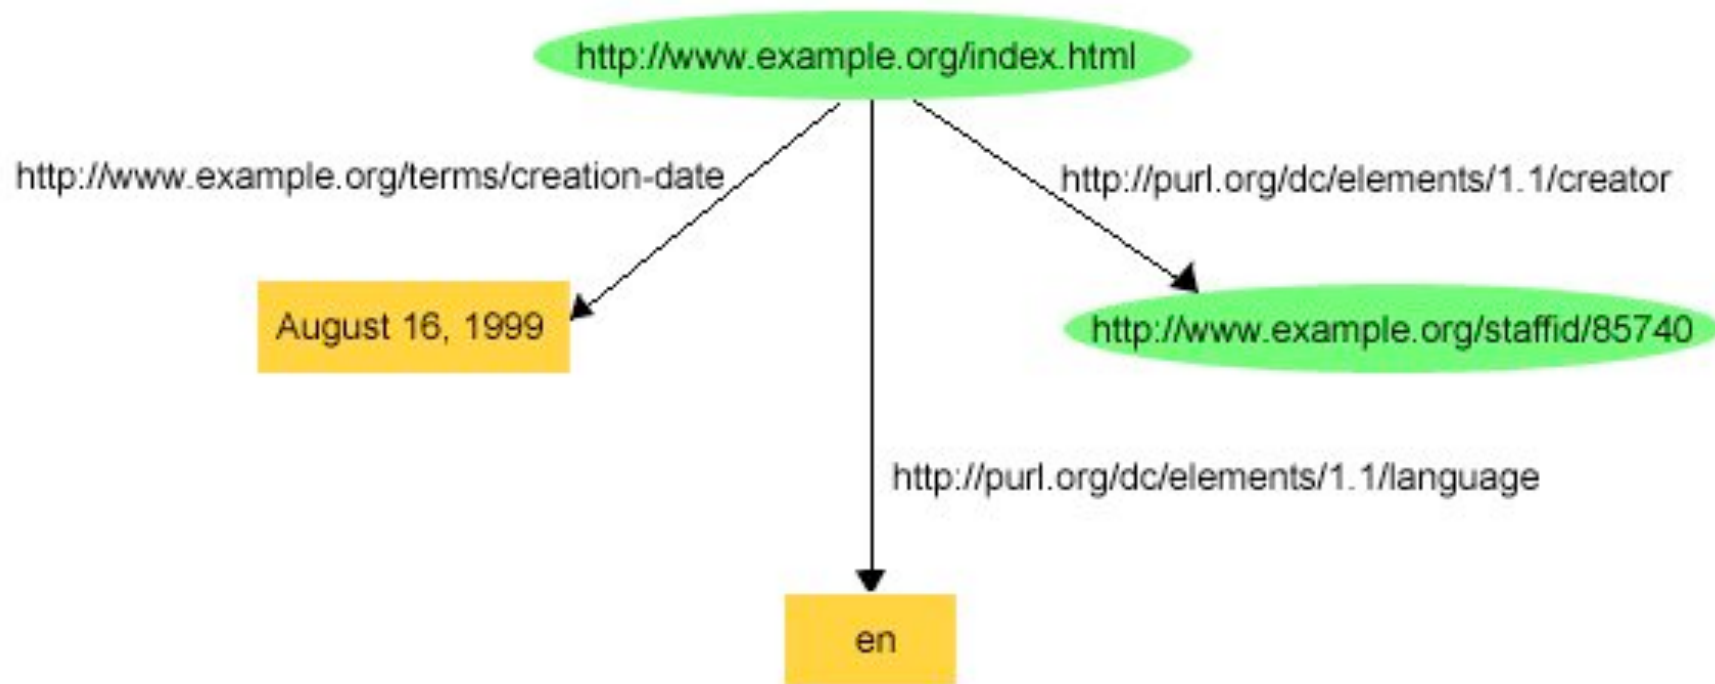 http://www.example.org/index.html
http://www.example.org/terms/creation-date
http://purl.org/dc/elements/1.1/creator
August 16, 1999
http://www.example.org/staffid/85740
http://purl.org/dc/elements/1.1/language
en